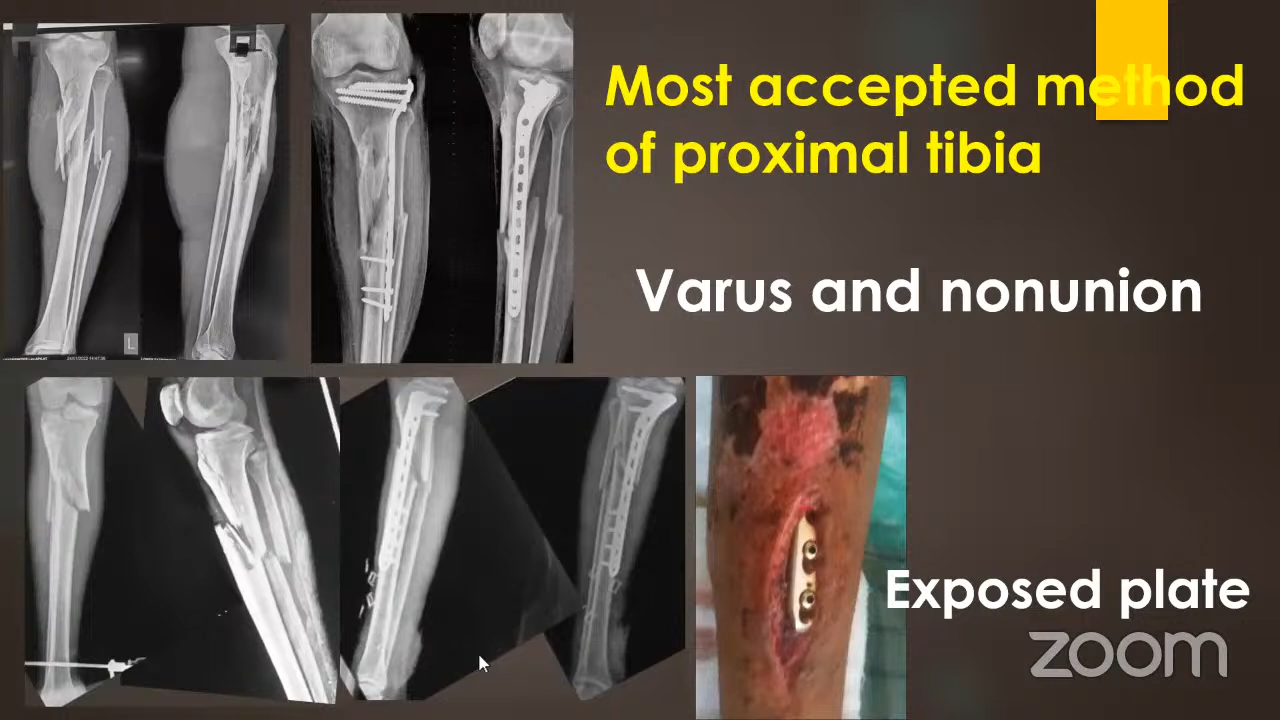 Most accepted method
of proximal tibia
Varus and nonunion
L
Exposed plate
zoom